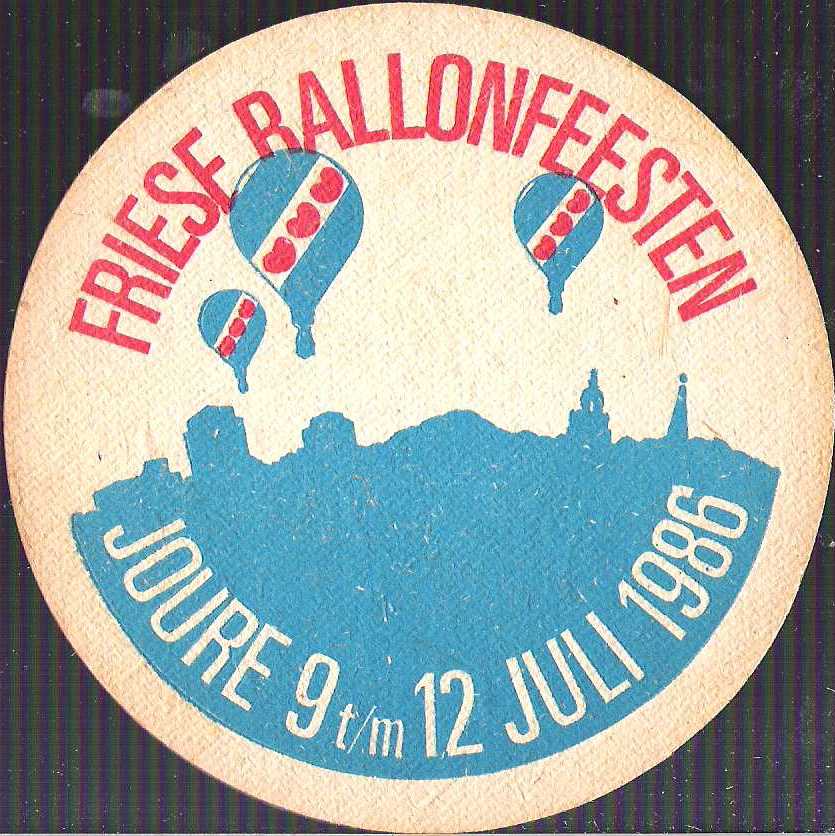 FRIESE BALLONFEESTEN
JOURE 9 t/m 12 JULI 1986